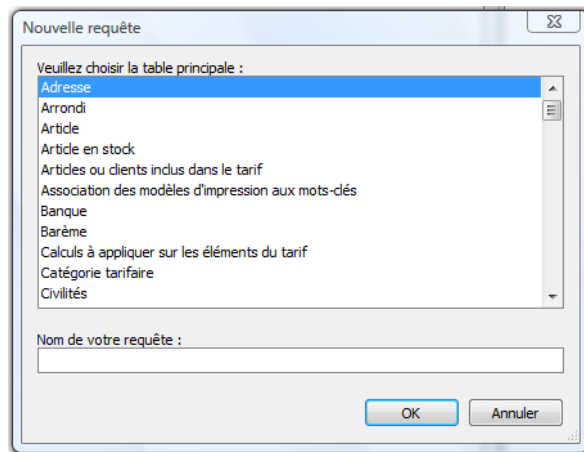 Nouvelle requête
Veuillez choisir la table principale :
Adresse
Arrondi
Article
Article en stock
Articles ou clients inclus dans le tarif
Association des modèles d'impression aux mots-clés
Banque
Barème
Calculs à appliquer sur les éléments du tarif
Catégorie tarifaire
Civilités
Nom de votre requête :
OK Annuler